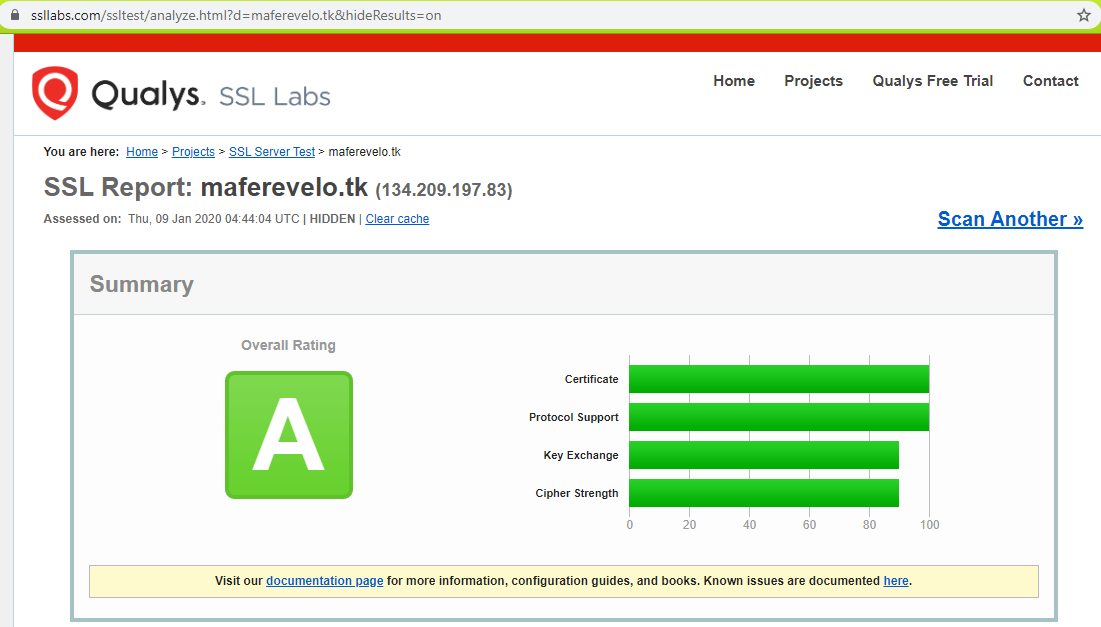 ssllabs.com/ssltest/analyze.html?d=maferevelo.tk&hideResults=on
Qualys. SSL Labs
Home Projects Qualys Free Trial Contact
You are here: Home > Projects > SSL Server Test > maferevelo.tk
SSL Report: maferevelo.tk (134.209.197.83)
Assessed on: Thu, 09 Jan 2020 04:44:04 UTC | HIDDEN | Clear cache
Scan Another »
Summary
Overall Rating
A
Certificate
Protocol Support
Key Exchange
Cipher Strength
0 20 40 60 80 100
Visit our documentation page for more information, configuration guides, and books. Known issues are documented here.